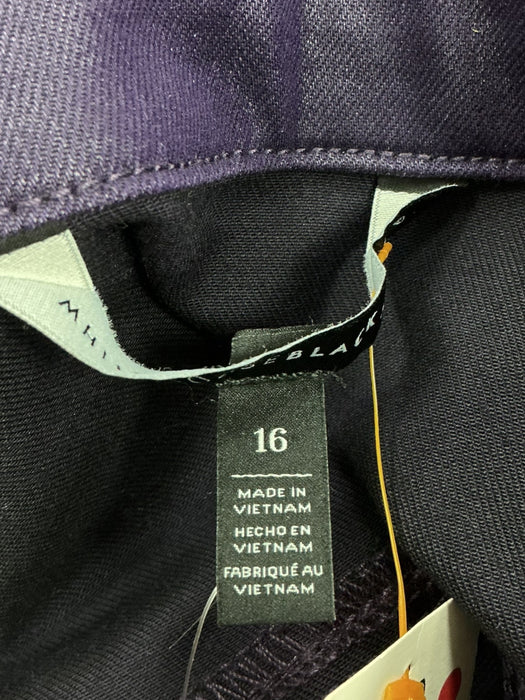 16
MADE IN
VIETNAM
HECHO EN
VIETNAM
FABRIQUÉ AU
VIETNAM